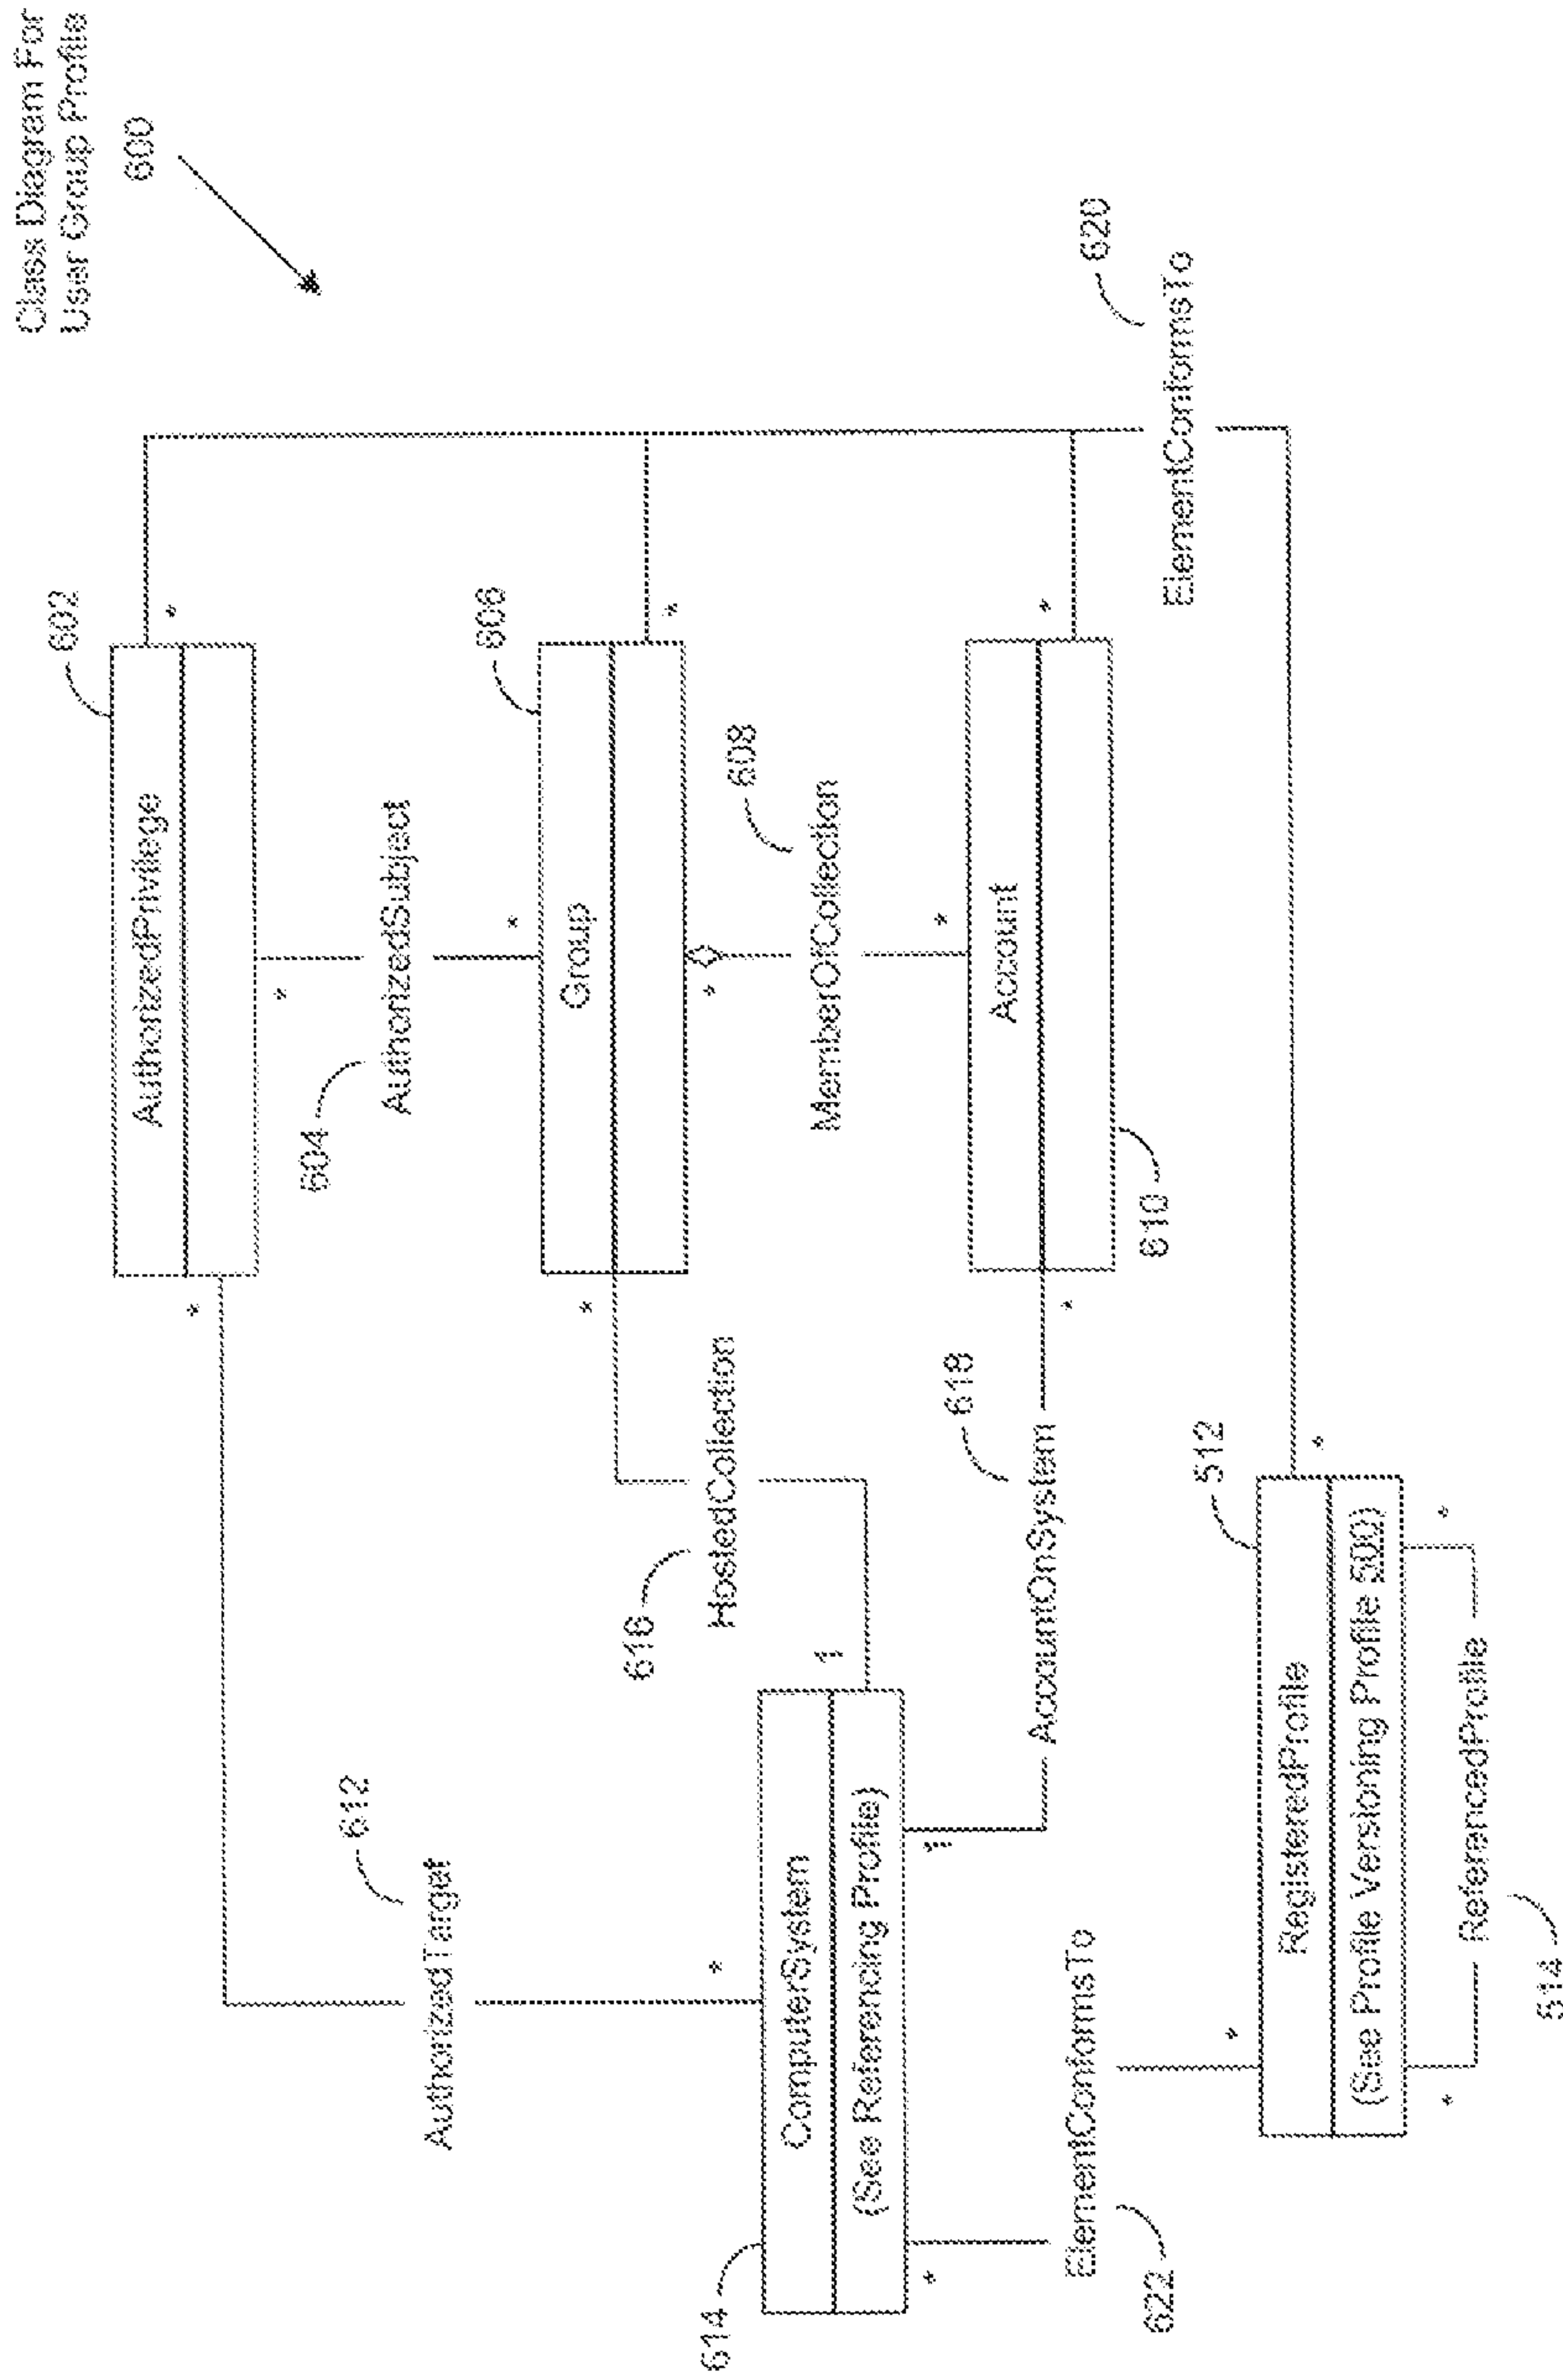 Class Diagram For
User Group Profile
600
602
AuthorizedPrivilege
*
*
*
604
AuthorizedSubject
612
AuthorizedTarget
*
606
Group
*
*
*
*
616
HostedCollection
608
MemberOfCollection
614
ComputerSystem
(See Referencing Profile)
*
1
1
*
*
*
*
Account
610
618
AccountOnSystem
620
ElementConformsTo
622
ElementConformsTo
*
*
512
RegisteredProfile
(See Profile Versioning Profile 500)
*
*
ReferencedProfile
514